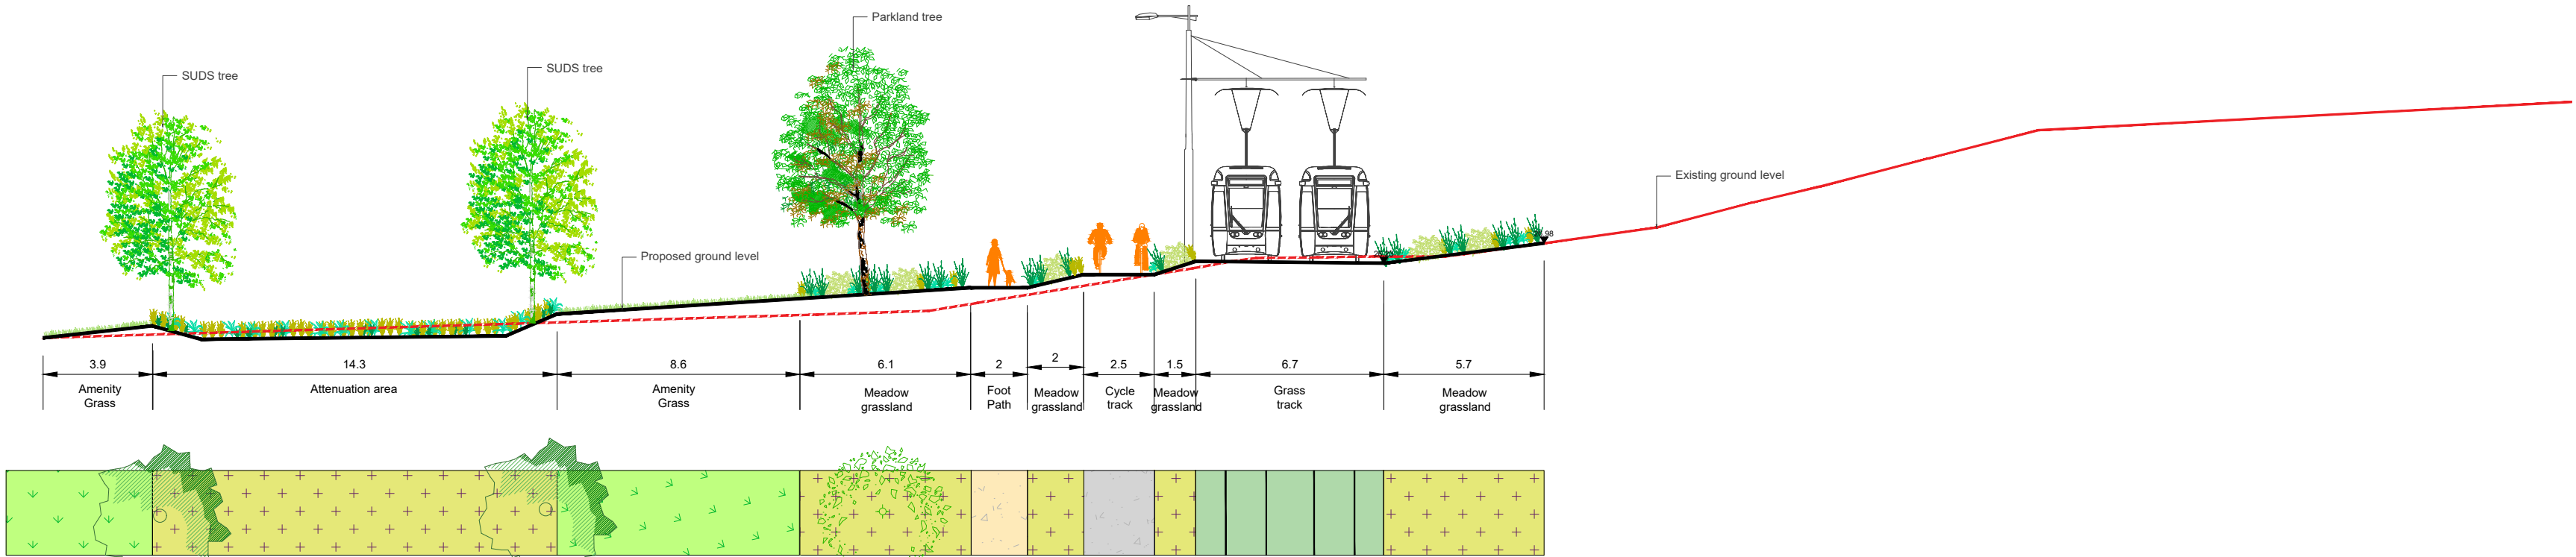 Parkland tree
SUDS tree
SUDS tree
Existing ground level
Proposed ground level
98
3.9
14.3
8.6
6.1
2
2
2.5
1.5
6.7
5.7
Amenity
Grass
Attenuation area
Amenity
Grass
Meadow
grassland
Foot
Path
Meadow
grassland
Cycle
track
Meadow
grassland
Grass
track
Meadow
grassland